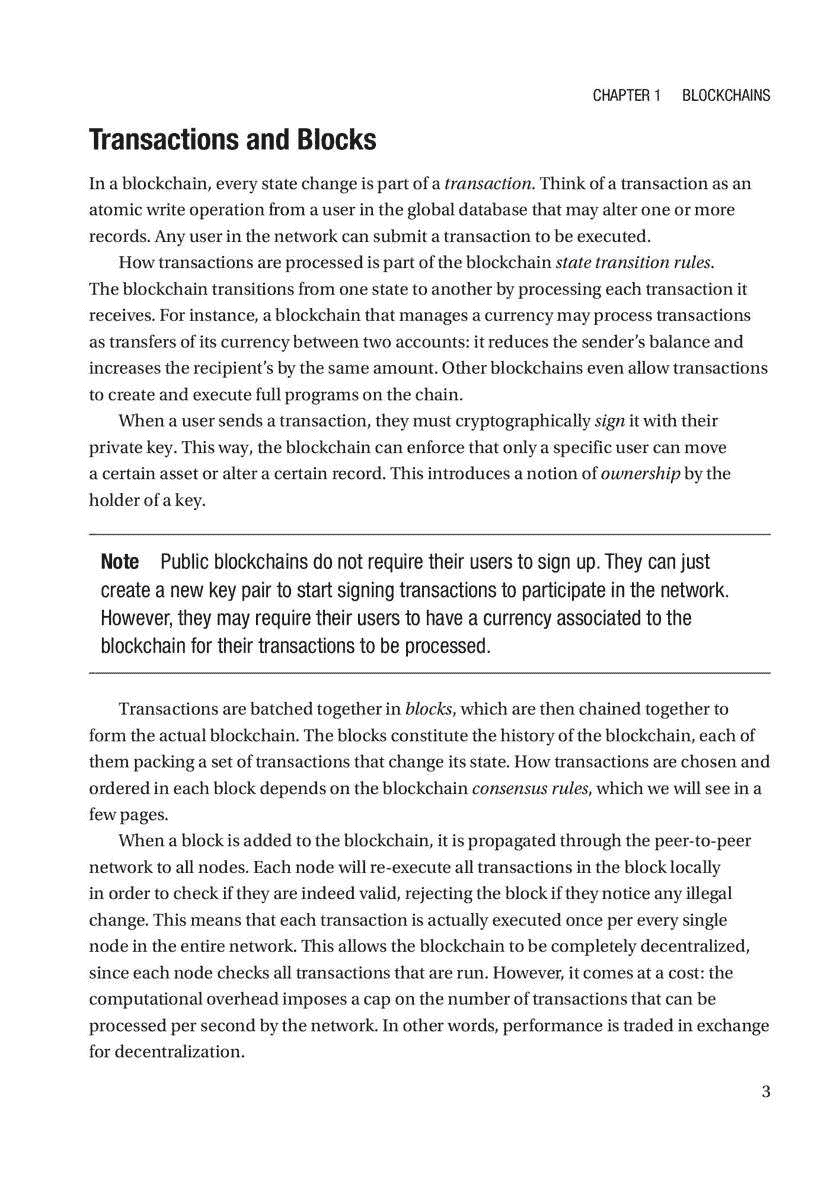 CHAPTER 1 BLOCKCHAINS
Transactions and Blocks
In a blockchain, every state change is part of a transaction. Think of a transaction as an
atomic write operation from a user in the global database that may alter one or more
records. Any user in the network can submit a transaction to be executed.
How transactions are processed is part of the blockchain state transition rules.
The blockchain transitions from one state to another by processing each transaction it
receives. For instance, a blockchain that manages a currency may process transactions
as transfers of its currency between two accounts: it reduces the sender’s balance and
increases the recipient’s by the same amount. Other blockchains even allow transactions
to create and execute full programs on the chain.
When a user sends a transaction, they must cryptographically sign it with their
private key. This way, the blockchain can enforce that only a specific user can move
a certain asset or alter a certain record. This introduces a notion of ownership by the
holder of a key.
Note Public blockchains do not require their users to sign up. They can just
create a new key pair to start signing transactions to participate in the network.
However, they may require their users to have a currency associated to the
blockchain for their transactions to be processed.
Transactions are batched together in blocks, which are then chained together to
form the actual blockchain. The blocks constitute the history of the blockchain, each of
them packing a set of transactions that change its state. How transactions are chosen and
ordered in each block depends on the blockchain consensus rules, which we will see in a
few pages.
When a block is added to the blockchain, it is propagated through the peer-to-peer
network to all nodes. Each node will re-execute all transactions in the block locally
in order to check if they are indeed valid, rejecting the block if they notice any illegal
change. This means that each transaction is actually executed once per every single
node in the entire network. This allows the blockchain to be completely decentralized,
since each node checks all transactions that are run. However, it comes at a cost: the
computational overhead imposes a cap on the number of transactions that can be
processed per second by the network. In other words, performance is traded in exchange
for decentralization.
3